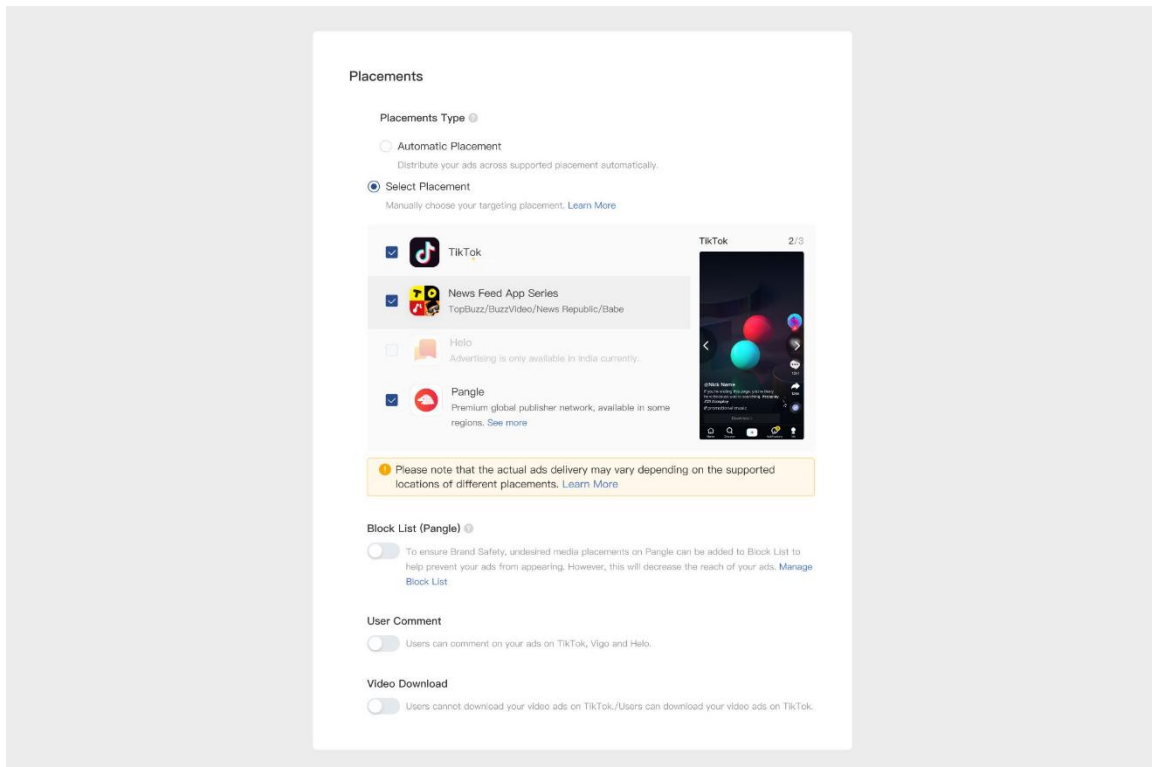 Placements
Placements Type
Automatic Placement
Distribute your ads across supported placement automatically.
Select Placement
Manually choose your targeting placement. Learn More
TikTok
News Feed App Series
TopBuzz/BuzzVideo/News Republic/Babe
Helo
Advertising is only available in India currently.
Pangle
Premium global publisher network, available in some
regions. See more
TikTok 2/3
@Nick Name
#promotional music
Please note that the actual ads delivery may vary depending on the supported
locations of different placements. Learn More
Block List (Pangle)
To ensure Brand Safety, undesired media placements on Pangle can be added to Block List to
help prevent your ads from appearing. However, this will decrease the reach of your ads. Manage
Block List
User Comment
Users can comment on your ads on TikTok, Vigo and Helo.
Video Download
Users cannot download your video ads on TikTok./Users can download your video ads on TikTok.